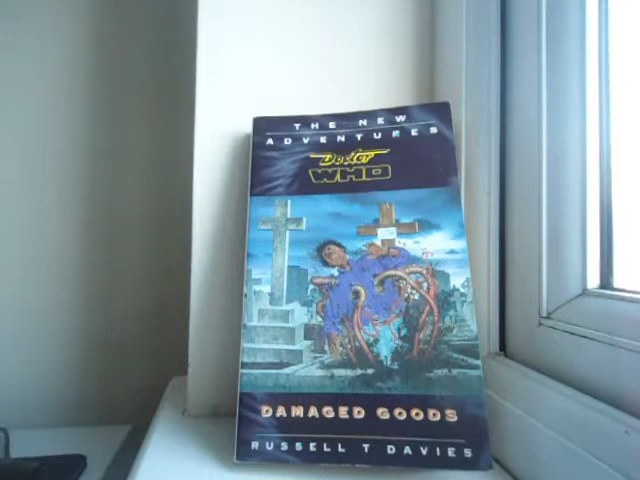 THE NEW
ADVENTURES
Doctor
WHO
DAMAGED GOODS
RUSSELL T DAVIES